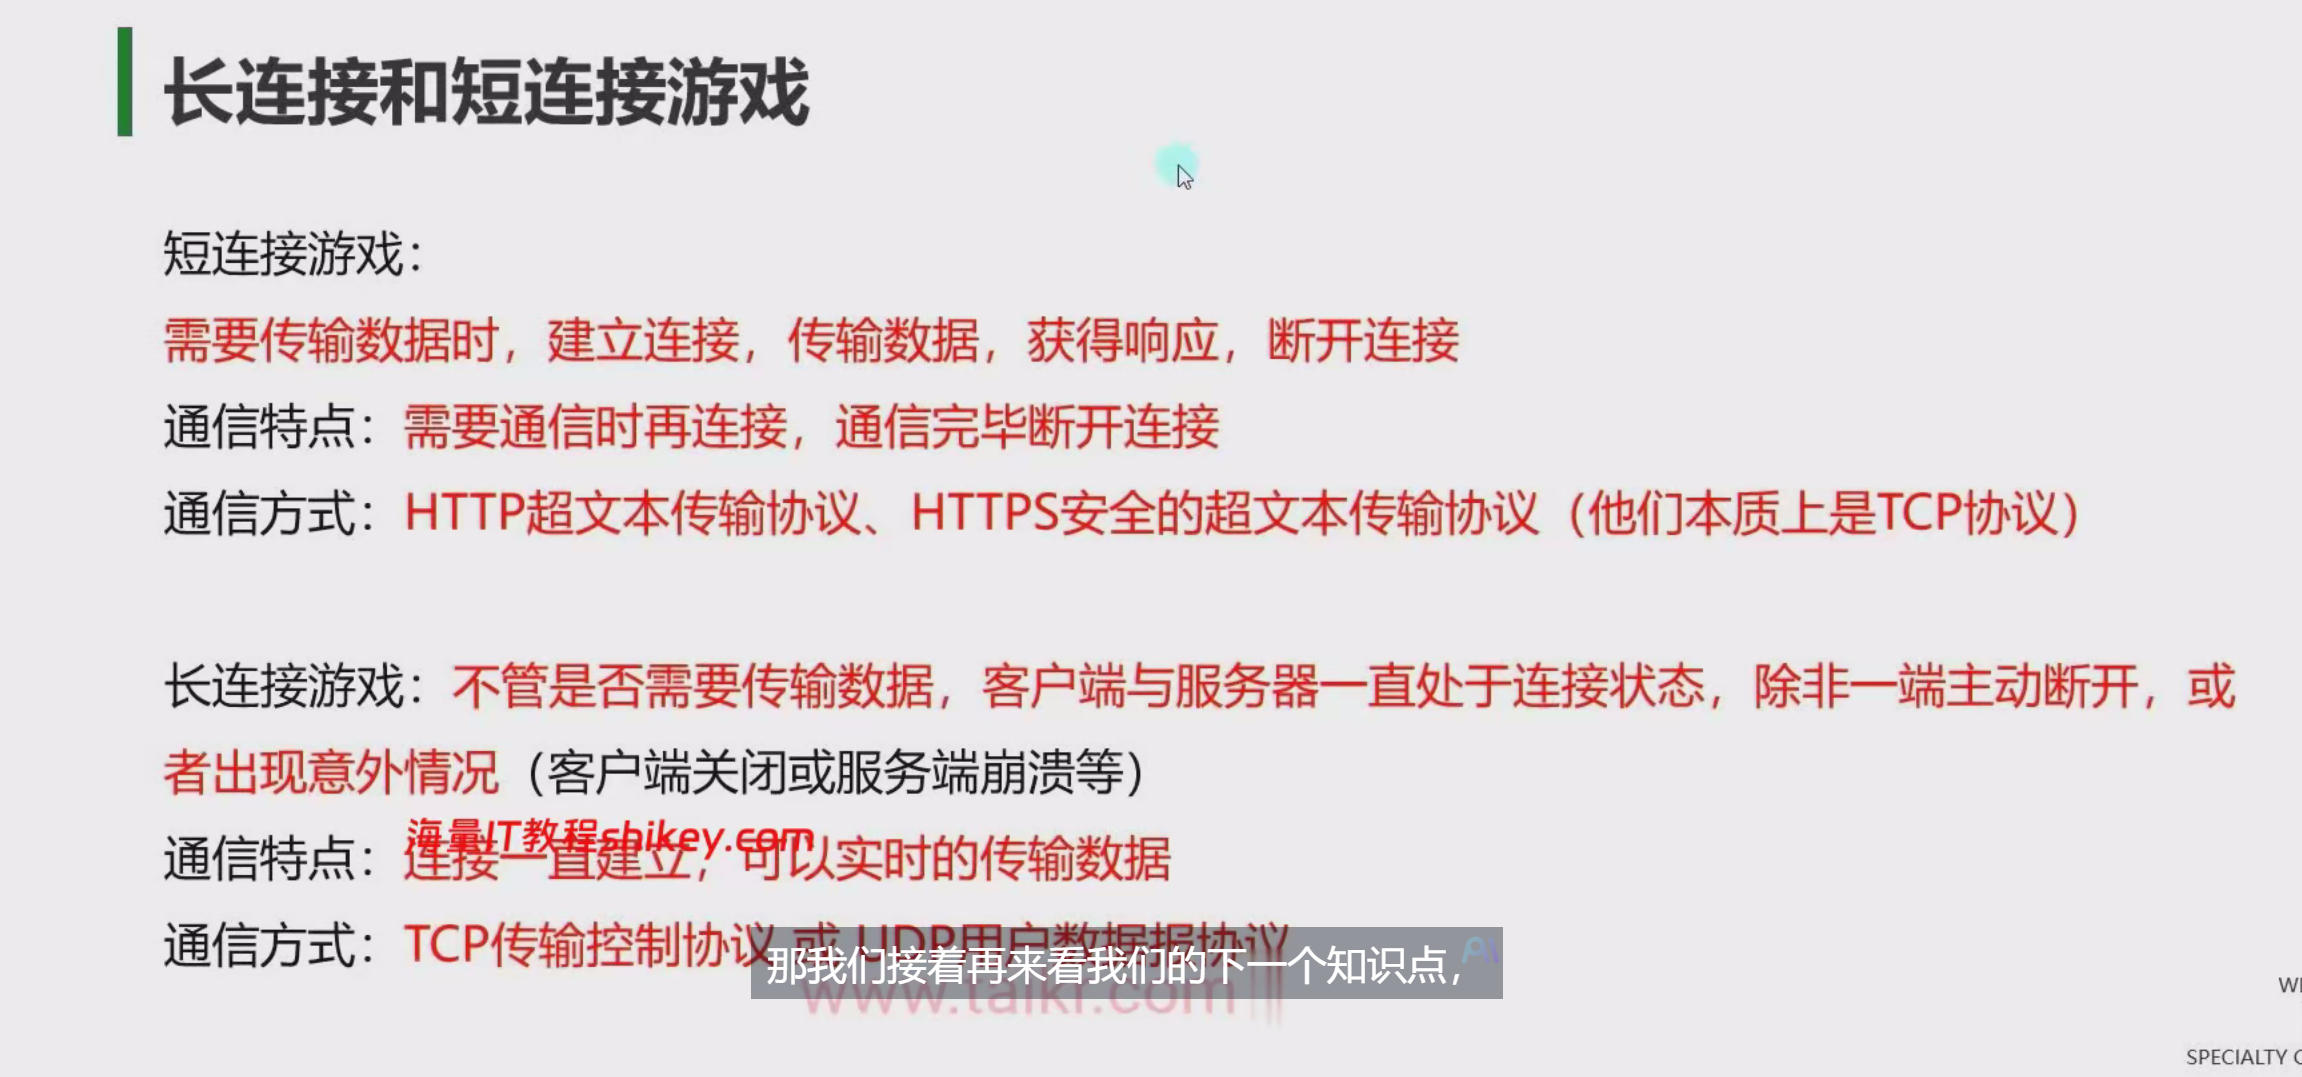 长连接和短连接游戏
短连接游戏：
需要传输数据时，建立连接，传输数据，获得响应，断开连接
通信特点：需要通信时再连接，通信完毕断开连接
通信方式：HTTP超文本传输协议、HTTPS安全的超文本传输协议（他们本质上是TCP协议）
长连接游戏：不管是否需要传输数据，客户端与服务器一直处于连接状态，除非一端主动断开，或
者出现意外情况（客户端关闭或服务端崩溃等）
海量IT教程shikey.com
通信特点：连接一直建立，可以实时的传输数据
通信方式：TCP传输控制协议 或 UDP用户数据报协议
那我们接着再来看我们的下一个知识点，
AI
SPECIALTY